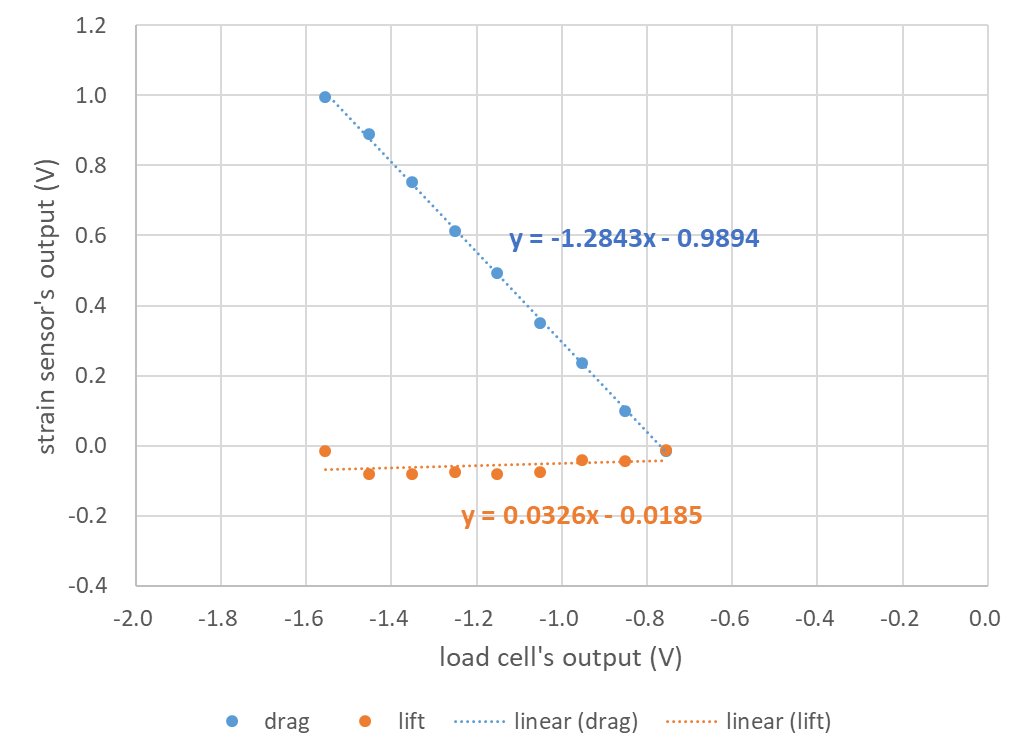 1.2
1.0
0.8
0.6
0.4
0.2
0.0
-0.2
-0.4
strain sensor's output (V)
y = -1.2843x - 0.9894
y = 0.0326x - 0.0185
-2.0 -1.8 -1.6 -1.4 -1.2 -1.0 -0.8 -0.6 -0.4 -0.2 0.0
load cell's output (V)
drag lift linear (drag) linear (lift)